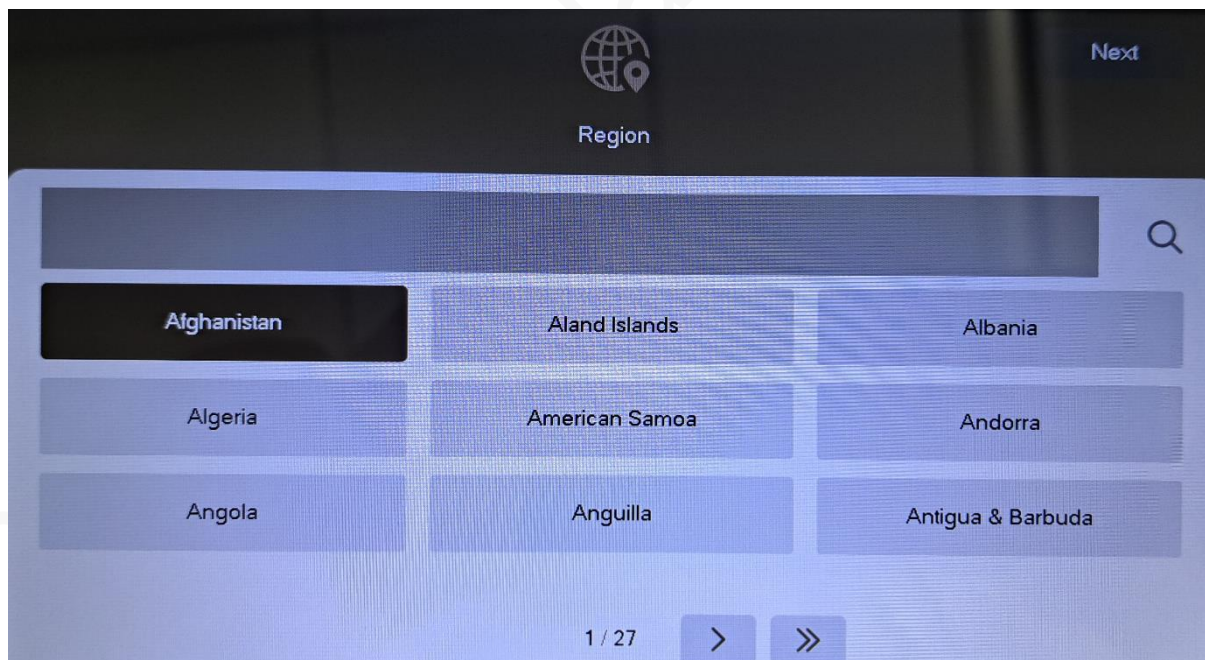 Next
Region
Afghanistan
Aland Islands
Albania
Algeria
American Samoa
Andorra
Angola
Anguilla
Antigua & Barbuda
1 / 27